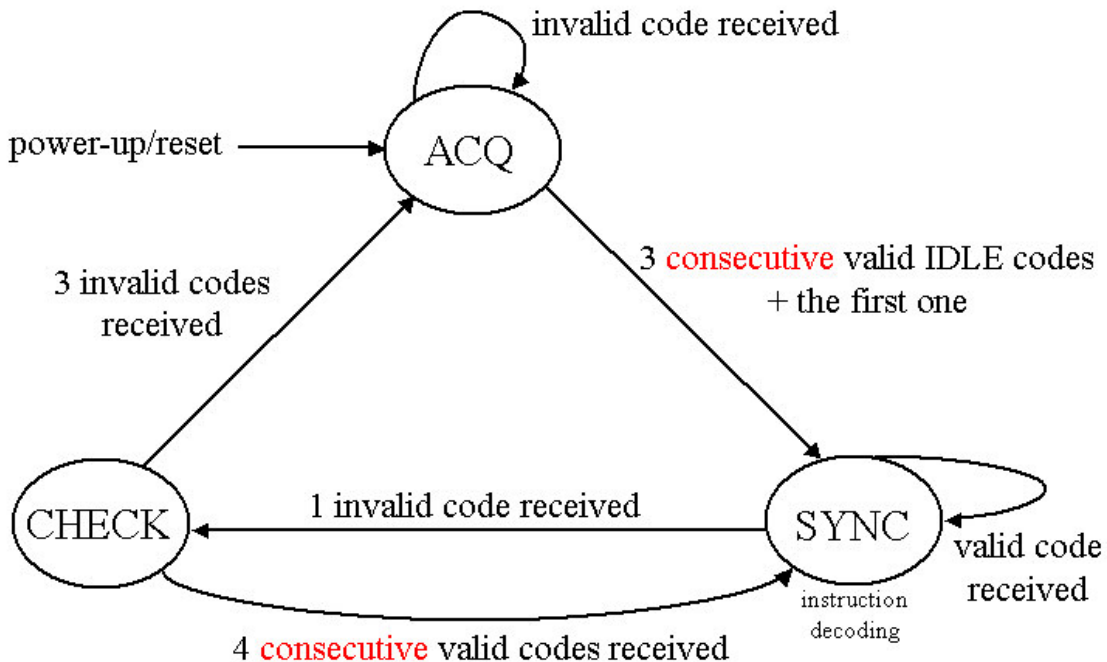 invalid code received
power-up/reset
ACQ
3 consecutive valid IDLE codes
+ the first one
3 invalid codes
received
CHECK
1 invalid code received
SYNC
valid code
received
instruction
decoding
4 consecutive valid codes received